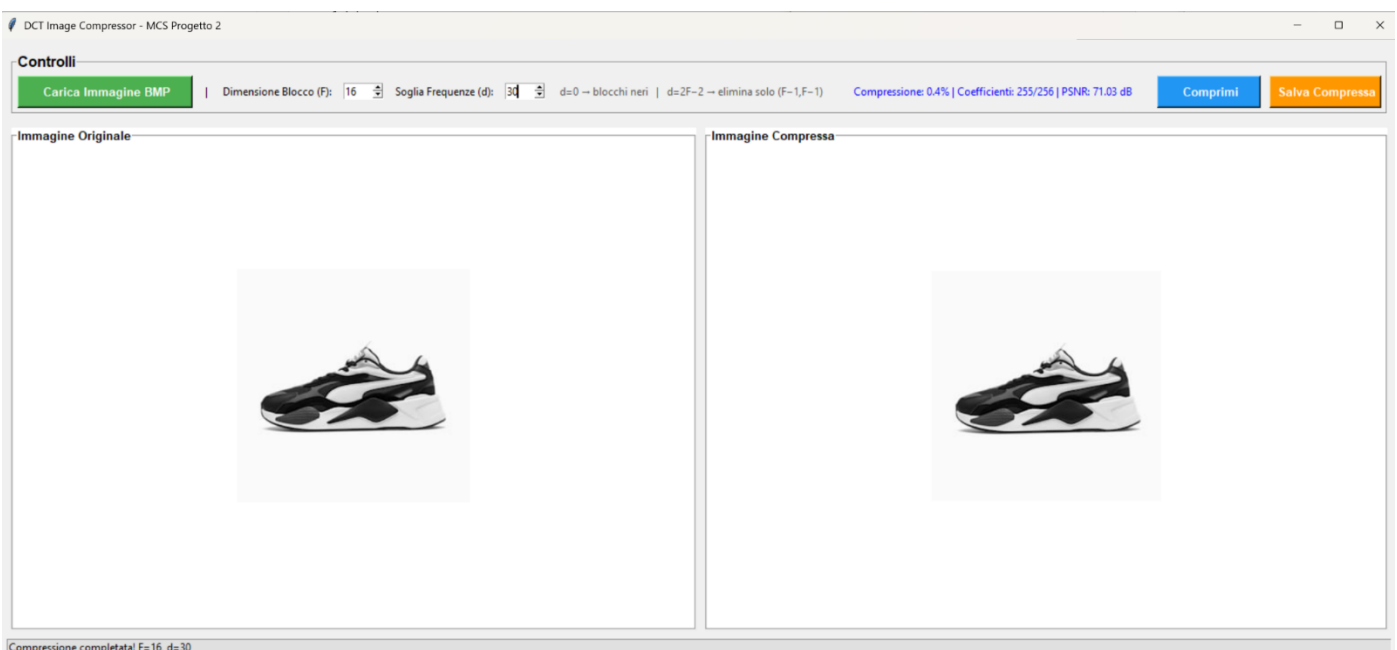 DCT Image Compressor - MCS Progetto 2
Controlli
Carica Immagine BMP | Dimensione Blocco (F): 16 Soglia Frequenze (d): 30 d=0 → blocchi neri | d=2F−2 → elimina solo (F−1,F−1) Compressione: 0.4% | Coefficienti: 255/256 | PSNR: 71.03 dB Comprimi Salva Compressa
Immagine Originale
Immagine Compressa
Compressione completata! F=16, d=30